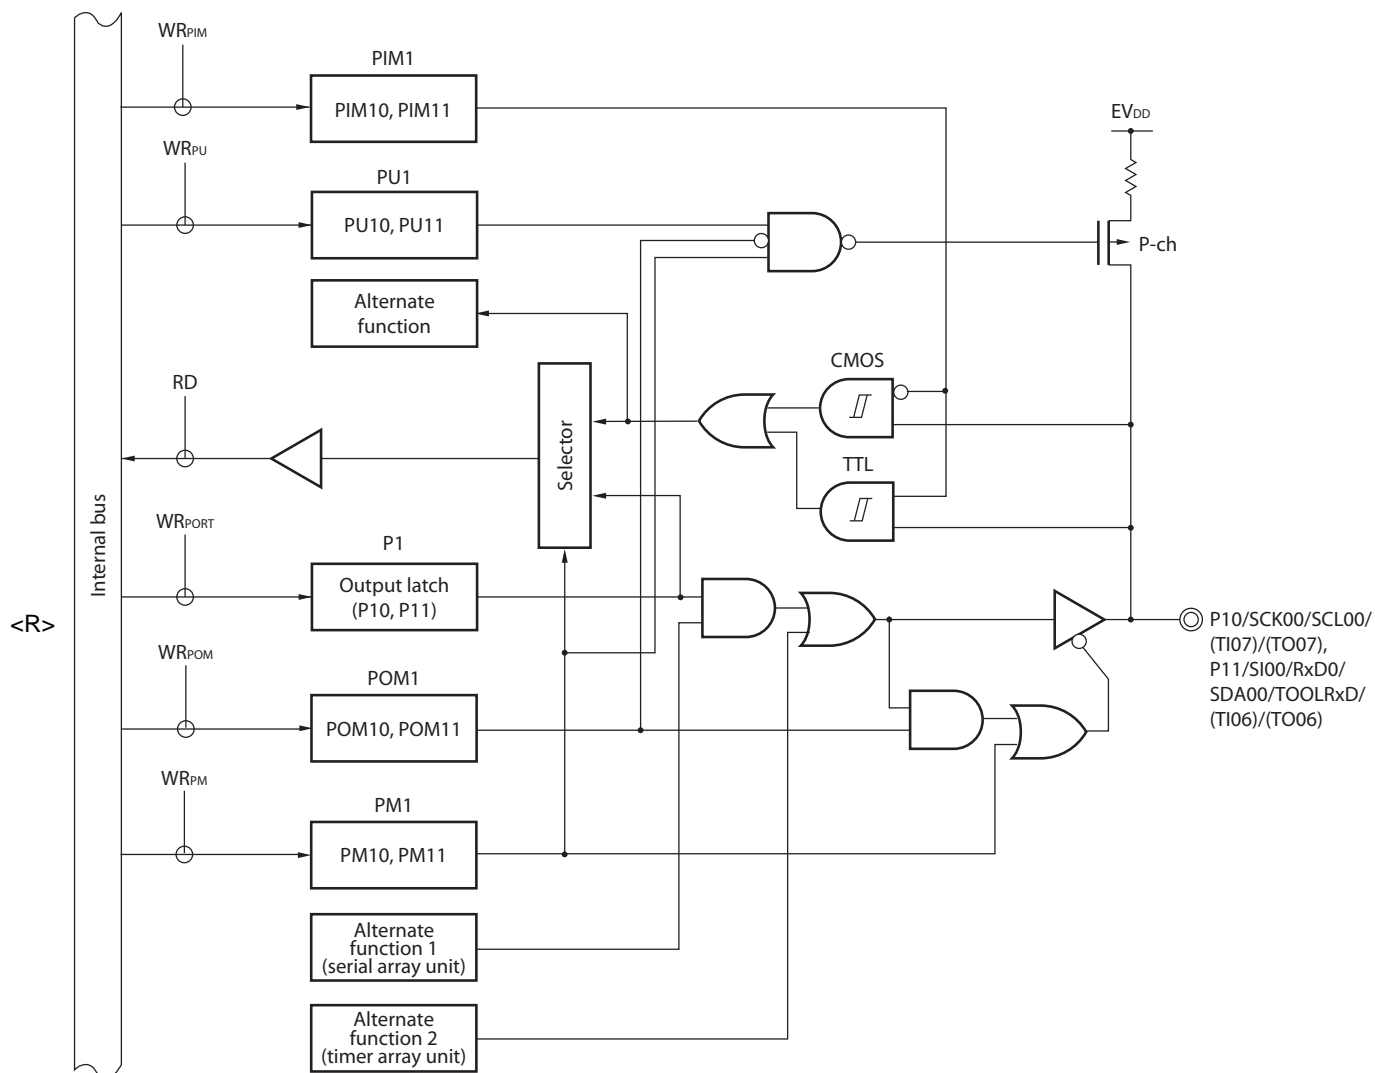 WRPIM
PIM1
PIM10, PIM11
EVDD
WRPU
PU1
PU10, PU11
P-ch
Alternate
function
CMOS
RD
Selector
TTL
Internal bus
WRPORT
P1
Output latch
(P10, P11)
<R>
P10/SCK00/SCL00/
(TI07)/(TO07),
P11/SI00/RxD0/
SDA00/TOOLRxD/
(TI06)/(TO06)
WRPOM
POM1
POM10, POM11
WRPM
PM1
PM10, PM11
Alternate
function 1
(serial array unit)
Alternate
function 2
(timer array unit)